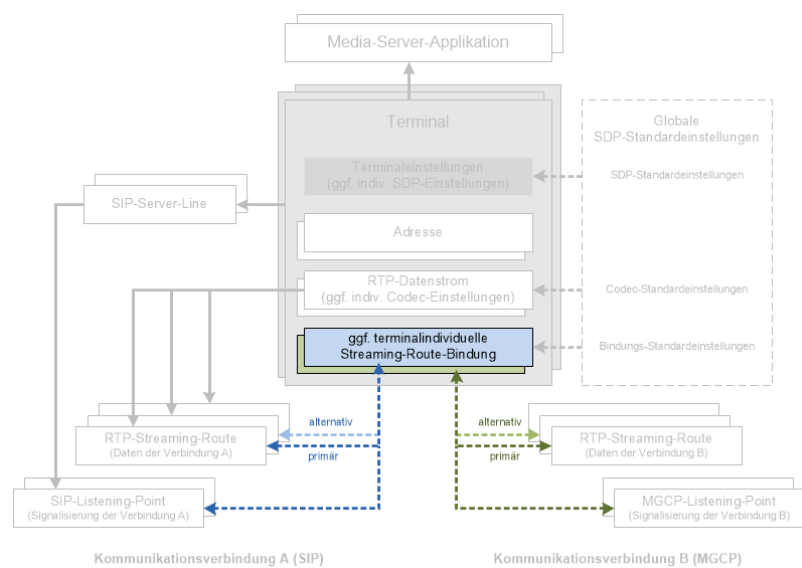 Media-Server-Applikation
Terminal
Globale
SDP-Standardeinstellungen
Terminaleinstellungen
(ggf. indiv. SDP-Einstellungen)
SDP-Standardeinstellungen
SIP-Server-Line
Adresse
RTP-Datenstrom
(ggf. indiv. Codec-Einstellungen)
Codec-Standardeinstellungen
ggf. terminalindividuelle
Streaming-Route-Bindung
Bindungs-Standardeinstellungen
alternativ
alternativ
RTP-Streaming-Route
(Daten der Verbindung A)
primär
primär
RTP-Streaming-Route
(Daten der Verbindung B)
SIP-Listening-Point
(Signalisierung der Verbindung A)
MGCP-Listening-Point
(Signalisierung der Verbindung B)
Kommunikationsverbindung A (SIP)
Kommunikationsverbindung B (MGCP)